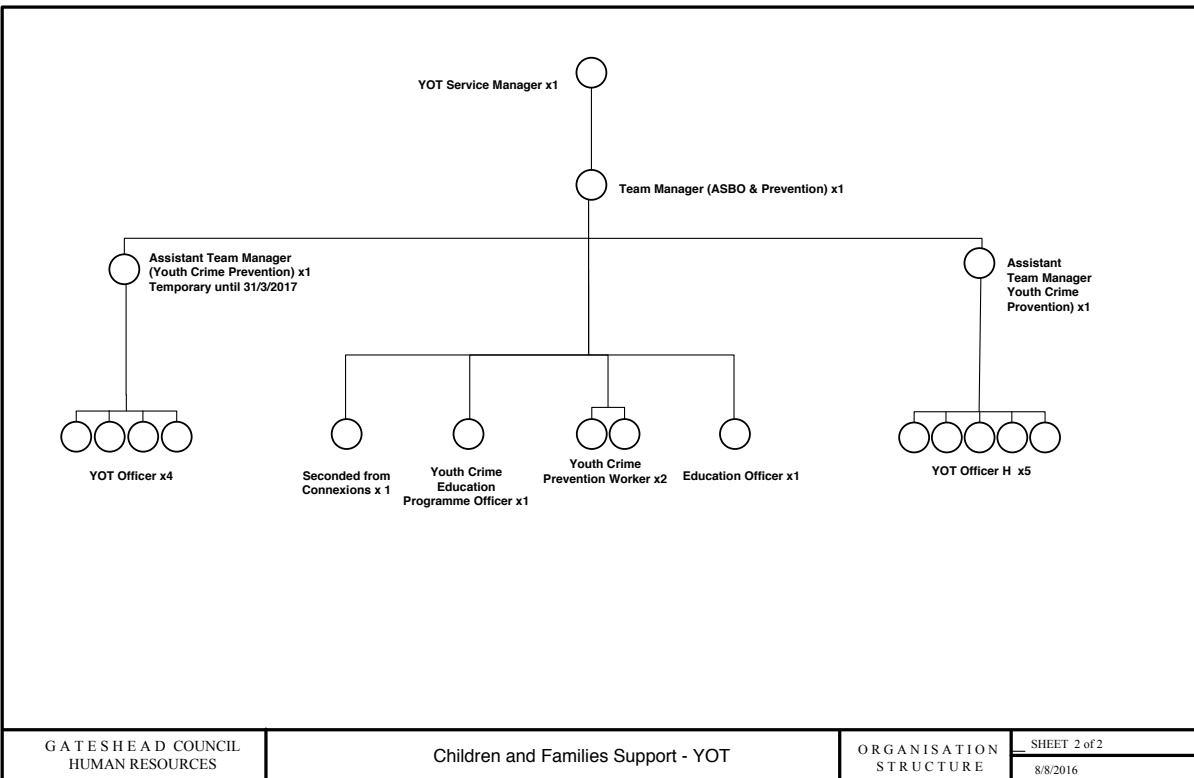 YOT Service Manager x1
Team Manager (ASBO & Prevention) x1
Assistant Team Manager
(Youth Crime Prevention) x1
Temporary until 31/3/2017
Assistant
Team Manager
Youth Crime
Provention) x1
YOT Officer x4
Seconded from
Connexions x 1
Youth Crime
Education
Programme Officer x1
Youth Crime
Prevention Worker x2
Education Officer x1
YOT Officer H x5
GATESHEAD COUNCIL
HUMAN RESOURCES
Children and Families Support - YOT
ORGANISATION
STRUCTURE
SHEET 2 of 2
8/8/2016